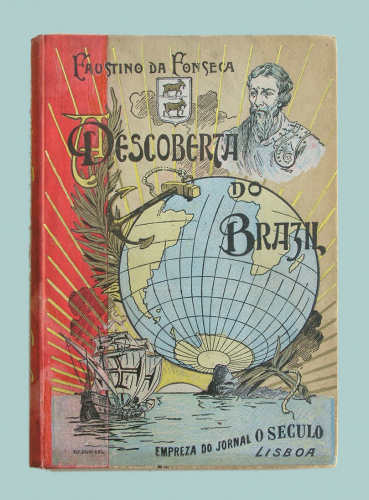 FAUSTINO DA FONSECA
DESCOBERTA
DO
BRAZIL
EMPREZA DO JORNAL O SECULO
LISBOA